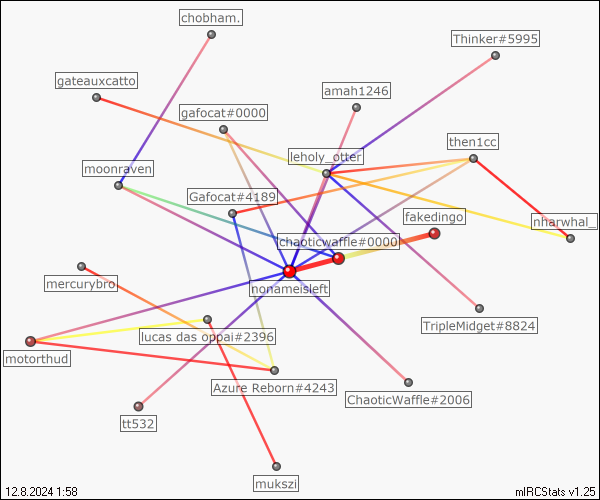 chobham.
Thinker#5995
gateauxcatto
amah1246
gafocat#0000
then1cc
leholy_otter
moonraven
Gafocat#4189
fakedingo
nharwhal_
!chaoticwaffle#0000
mercurybro
nonameisleft
TripleMidget#8824
lucas das oppai#2396
motorthud
Azure Reborn#4243
ChaoticWaffle#2006
tt532
mukszi
12.8.2024 1:58
mIRCStats v1.25